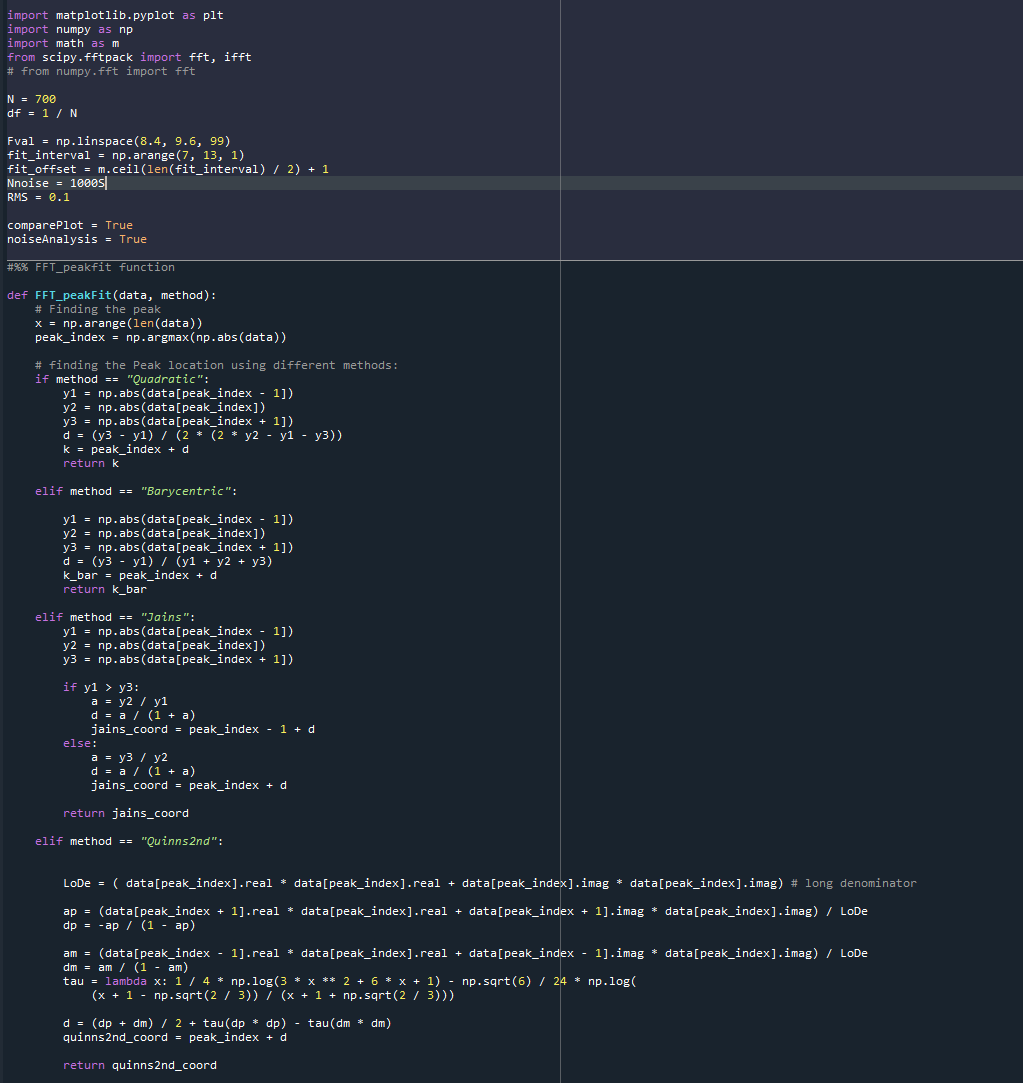 import matplotlib.pyplot as plt
import numpy as np
import math as m
from scipy.fftpack import fft, ifft
# from numpy.fft import fft

N = 700
df = 1 / N

Fval = np.linspace(8.4, 9.6, 99)
fit_interval = np.arange(7, 13, 1)
fit_offset = m.ceil(len(fit_interval) / 2) + 1
Nnoise = 1000S
RMS = 0.1

comparePlot = True
noiseAnalysis = True

#%% FFT_peakfit function

def FFT_peakFit(data, method):
    # Finding the peak
    x = np.arange(len(data))
    peak_index = np.argmax(np.abs(data))

    # finding the Peak location using different methods:
    if method == "Quadratic":
        y1 = np.abs(data[peak_index - 1])
        y2 = np.abs(data[peak_index])
        y3 = np.abs(data[peak_index + 1])
        d = (y3 - y1) / (2 * (2 * y2 - y1 - y3))
        k = peak_index + d
        return k

    elif method == "Barycentric":

        y1 = np.abs(data[peak_index - 1])
        y2 = np.abs(data[peak_index])
        y3 = np.abs(data[peak_index + 1])
        d = (y3 - y1) / (y1 + y2 + y3)
        k_bar = peak_index + d
        return k_bar

    elif method == "Jains":
        y1 = np.abs(data[peak_index - 1])
        y2 = np.abs(data[peak_index])
        y3 = np.abs(data[peak_index + 1])

        if y1 > y3:
            a = y2 / y1
            d = a / (1 + a)
            jains_coord = peak_index - 1 + d
        else:
            a = y3 / y2
            d = a / (1 + a)
            jains_coord = peak_index + d

        return jains_coord

    elif method == "Quinns2nd":


        LoDe = ( data[peak_index].real * data[peak_index].real + data[peak_index].imag * data[peak_index].imag) # long denominator

        ap = (data[peak_index + 1].real * data[peak_index].real + data[peak_index + 1].imag * data[peak_index].imag) / LoDe
        dp = -ap / (1 - ap)

        am = (data[peak_index - 1].real * data[peak_index].real + data[peak_index - 1].imag * data[peak_index].imag) / LoDe
        dm = am / (1 - am)
        tau = lambda x: 1 / 4 * np.log(3 * x ** 2 + 6 * x + 1) - np.sqrt(6) / 24 * np.log(
            (x + 1 - np.sqrt(2 / 3)) / (x + 1 + np.sqrt(2 / 3)))

        d = (dp + dm) / 2 + tau(dp * dp) - tau(dm * dm)
        quinns2nd_coord = peak_index + d

        return quinns2nd_coord